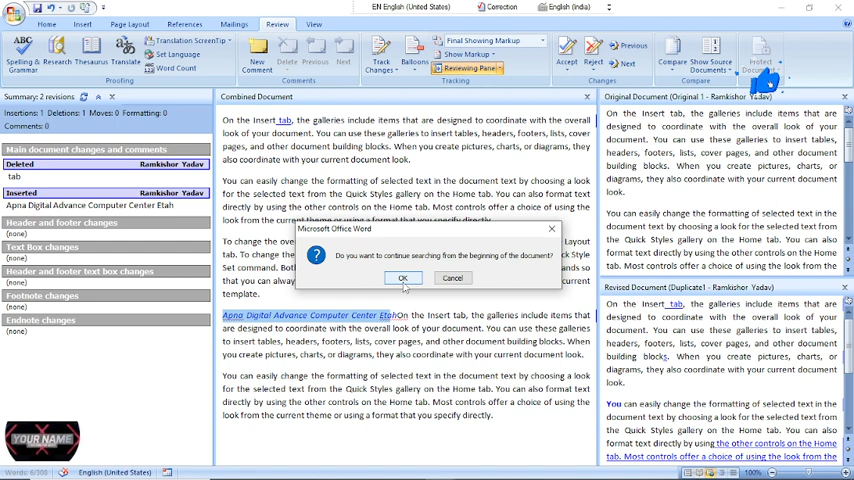 EN English (United States)
Correction
English (India)
Home
Insert
Page Layout
References
Mailings
Review
View
Spelling & Grammar
Research
Thesaurus
Translate
Translation ScreenTip
Set Language
Word Count
Proofing
New Comment
Delete
Previous
Next
Comments
Track Changes
Balloons
Final Showing Markup
Show Markup
Reviewing Pane
Tracking
Accept
Reject
Previous
Next
Changes
Compare
Show Source Documents
Compare
Protect Document
Summary: 2 revisions
Insertions: 1 Deletions: 1 Moves: 0 Formatting: 0
Comments: 0
Main document changes and comments
Deleted Ramkishor Yadav
tab
Inserted Ramkishor Yadav
Apna Digital Advance Computer Center Etah
Header and footer changes
(none)
Text Box changes
(none)
Header and footer text box changes
(none)
Footnote changes
(none)
Endnote changes
(none)
Combined Document
On the Insert tab, the galleries include items that are designed to coordinate with the overall
look of your document. You can use these galleries to insert tables, headers, footers, lists, cover
pages, and other document building blocks. When you create pictures, charts, or diagrams, they
also coordinate with your current document look.
You can easily change the formatting of selected text in the document text by choosing a look
for the selected text from the Quick Styles gallery on the Home tab. You can also format text
directly by using the other controls on the Home tab. Most controls offer a choice of using the
look from the current theme or using a format that you specify directly.
To change the over
Layout
tab. To change the
Style
Set command. Both
ds so
that you can alway
template.
Microsoft Office Word
Do you want to continue searching from the beginning of the document?
OK
Cancel
Apna Digital Advance Computer Center EtahOn the Insert tab, the galleries include items that
are designed to coordinate with the overall look of your document. You can use these galleries
to insert tables, headers, footers, lists, cover pages, and other document building blocks. When
you create pictures, charts, or diagrams, they also coordinate with your current document look.
You can easily change the formatting of selected text in the document text by choosing a look
for the selected text from the Quick Styles gallery on the Home tab. You can also format text
directly by using the other controls on the Home tab. Most controls offer a choice of using the
look from the current theme or using a format that you specify directly.
Original Document (Original 1 - Ramkishor Yadav)
On the Insert tab, the galleries include items that are
designed to coordinate with the overall look of your
document. You can use these galleries to insert tables,
headers, footers, lists, cover pages, and other document
building blocks. When you create pictures, charts, or
diagrams, they also coordinate with your current document
look.
You can easily change the formatting of selected text in the
document text by choosing a look for the selected text from
the Quick Styles gallery on the Home tab. You can also
format text directly by using the other controls on the Home
tab. Most controls offer a choice of using the look from the
Revised Document (Duplicate1 - Ramkishor Yadav)
On the Insert tab, the galleries include items that are
designed to coordinate with the overall look of your
document. You can use these galleries to insert tables,
headers, footers, lists, cover pages, and other document
building blocks. When you create pictures, charts, or
diagrams, they also coordinate with your current document
look.
You can easily change the formatting of selected text in the
document text by choosing a look for the selected text from
the Quick Styles gallery on the Home tab. You can also
format text directly by using the other controls on the Home
tab. Most controls offer a choice of using the look from the
YOUR NAME
Words: 6/308
English (United States)
100%